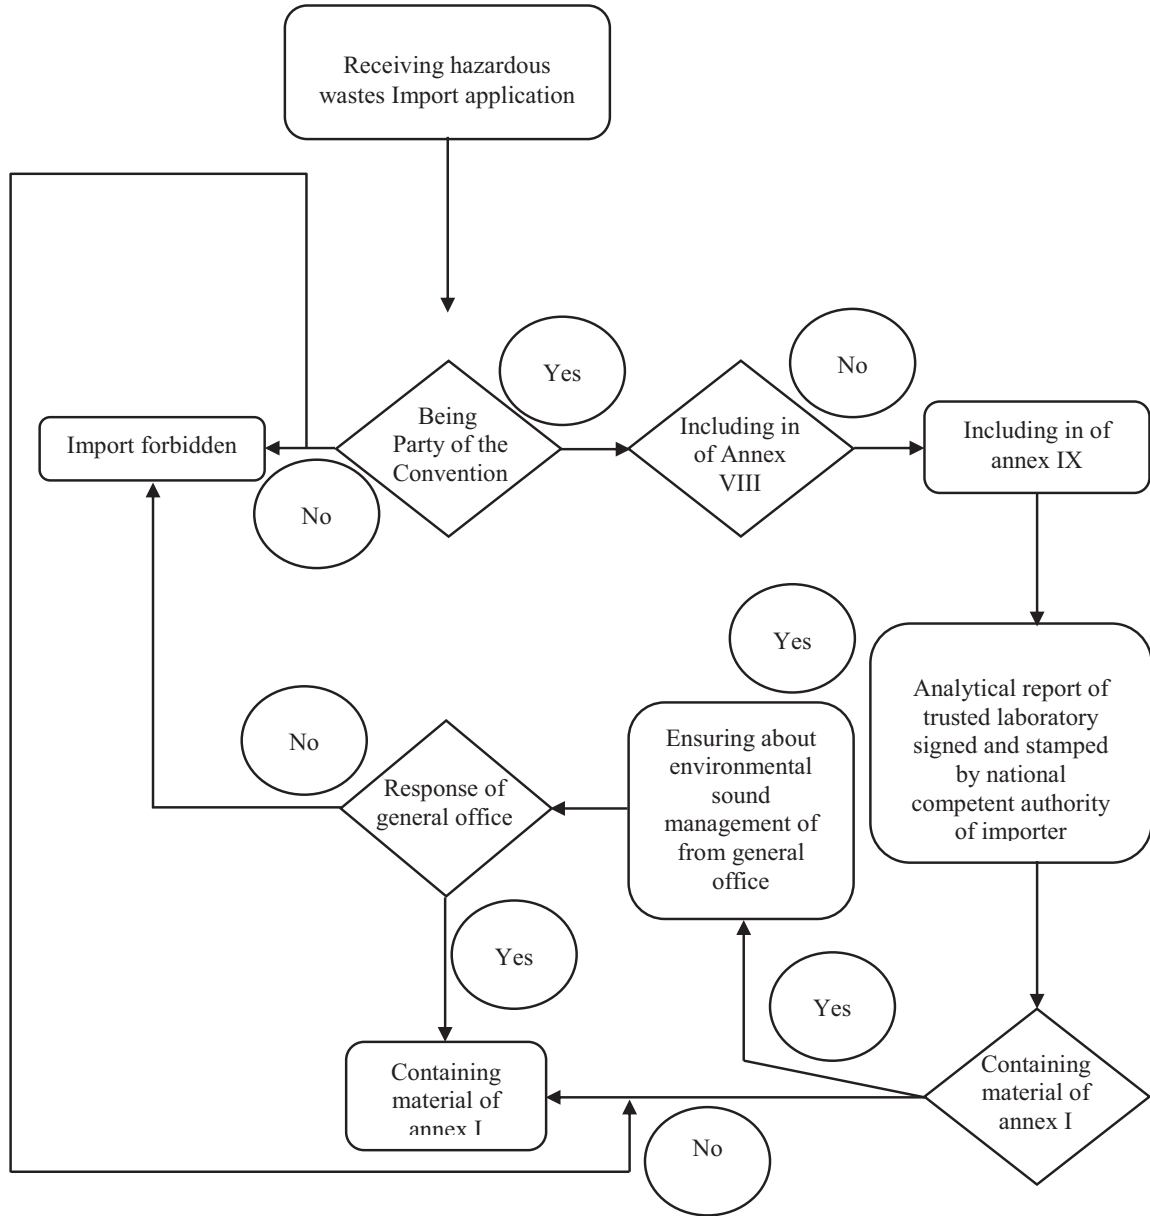 Receiving hazardous
wastes Import application
Yes
No
Being
Party of the
Convention
Including in
of Annex
VIII
Including in of
annex IX
Import forbidden
No
Yes
Analytical report of
trusted laboratory
signed and stamped
by national
competent authority
of importer
Ensuring about
environmental
sound
management of
from general
office
No
Response of
general office
Yes
Yes
Containing
material of
annex I
Containing
material of
annex I
No